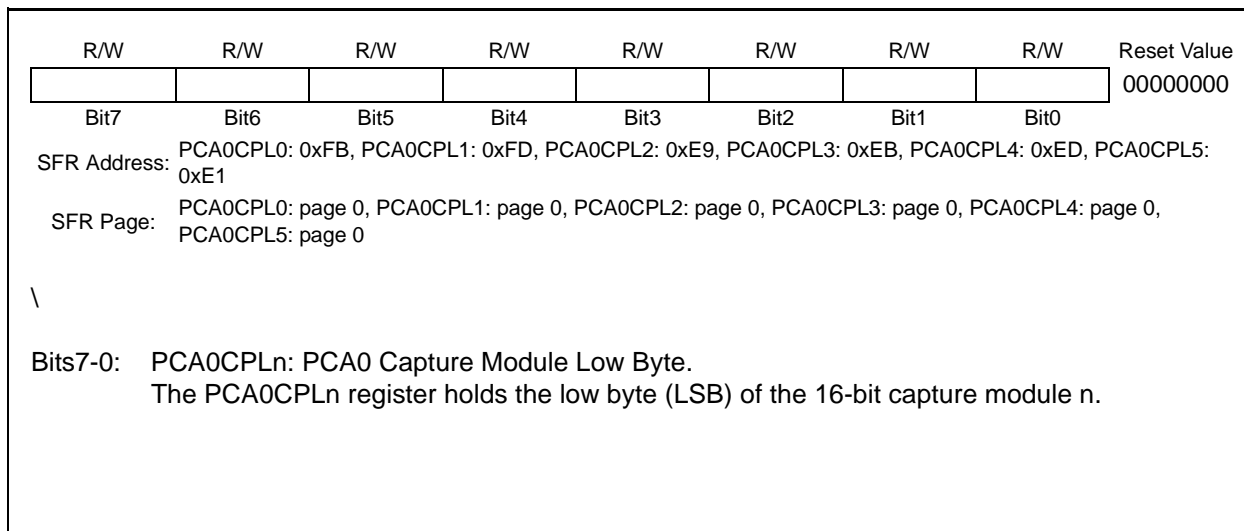 R/W R/W R/W R/W R/W R/W R/W R/W Reset Value
00000000
Bit7 Bit6 Bit5 Bit4 Bit3 Bit2 Bit1 Bit0
SFR Address: PCA0CPL0: 0xFB, PCA0CPL1: 0xFD, PCA0CPL2: 0xE9, PCA0CPL3: 0xEB, PCA0CPL4: 0xED, PCA0CPL5:
0xE1
SFR Page: PCA0CPL0: page 0, PCA0CPL1: page 0, PCA0CPL2: page 0, PCA0CPL3: page 0, PCA0CPL4: page 0,
PCA0CPL5: page 0
\
Bits7-0: PCA0CPLn: PCA0 Capture Module Low Byte.
The PCA0CPLn register holds the low byte (LSB) of the 16-bit capture module n.